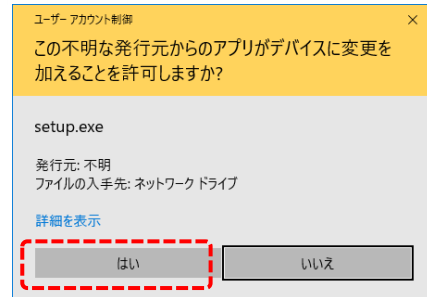 ユーザー アカウント制御
この不明な発行元からのアプリがデバイスに変更を
加えることを許可しますか?
setup.exe
発行元: 不明
ファイルの入手先: ネットワーク ドライブ
詳細を表示
はい
いいえ